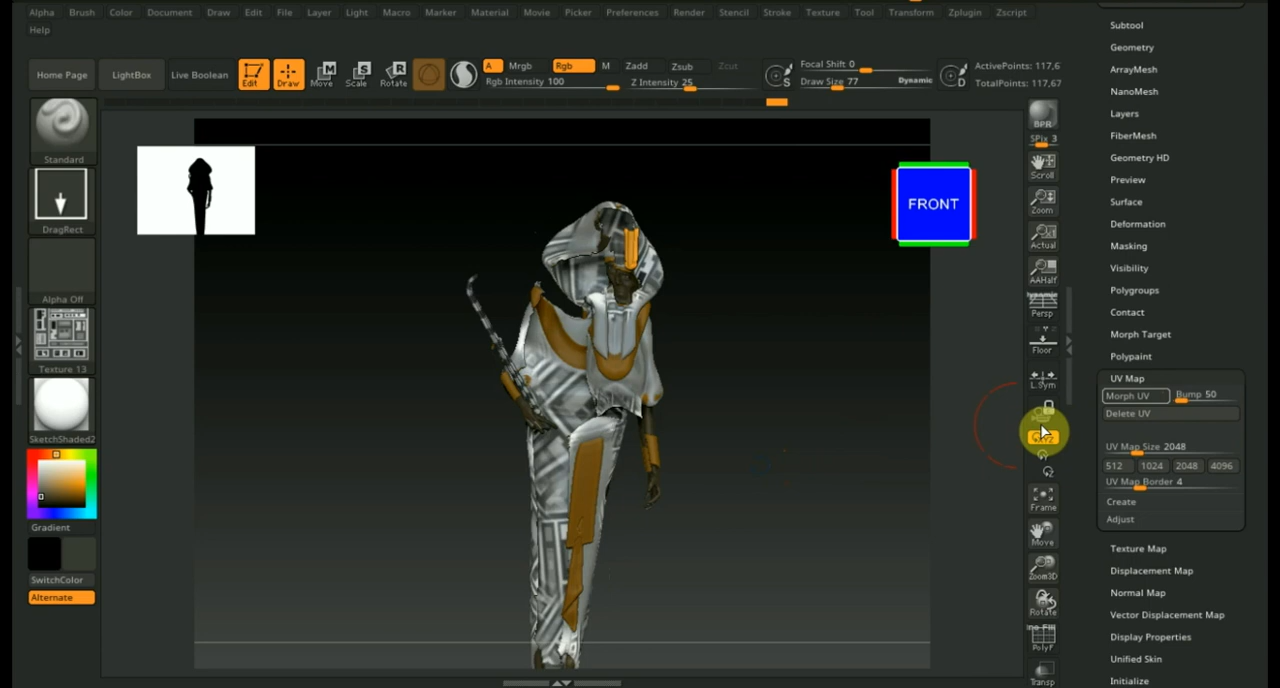 Alpha Brush Color Document Draw Edit File Layer Light Macro Marker Material Movie Picker Preferences Render Stencil Stroke Texture Tool Transform Zplugin Zscript
Help
Home Page LightBox Live Boolean Edit Draw Move Scale Rotate
A Mrgb Rgb M Zadd Zsub Zcut
Rgb Intensity 100 Z Intensity 25
Focal Shift 0
Draw Size 77 Dynamic
ActivePoints: 117,6
TotalPoints: 117,67
Standard
DragRect
Alpha Off
Texture 13
SketchShaded2
Gradient
SwitchColor
Alternate
FRONT
BPR
SPix 3
Scroll
Zoom
Actual
AAHalf
Persp
Floor
L.Sym
Frame
Move
Zoom3D
Rotate
PolyF
Transp
Subtool
Geometry
ArrayMesh
NanoMesh
Layers
FiberMesh
Geometry HD
Preview
Surface
Deformation
Masking
Visibility
Polygroups
Contact
Morph Target
Polypaint
UV Map
Morph UV Bump 50
Delete UV
UV Map Size 2048
512 1024 2048 4096
UV Map Border 4
Create
Adjust
Texture Map
Displacement Map
Normal Map
Vector Displacement Map
Display Properties
Unified Skin
Initialize